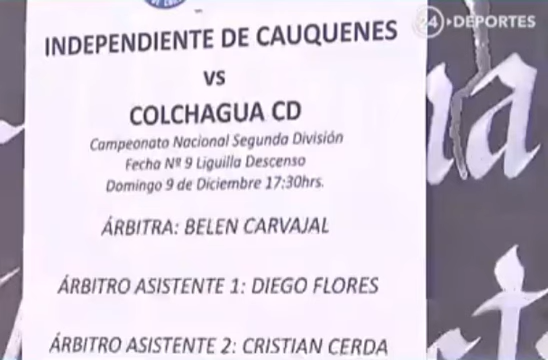 24 DEPORTES
INDEPENDIENTE DE CAUQUENES
VS
COLCHAGUA CD
Campeonato Nacional Segunda División
Fecha Nº 9 Liguilla Descenso
Domingo 9 de Diciembre 17:30hrs.
ÁRBITRA: BELEN CARVAJAL
ÁRBITRO ASISTENTE 1: DIEGO FLORES
ÁRBITRO ASISTENTE 2: CRISTIAN CERDA